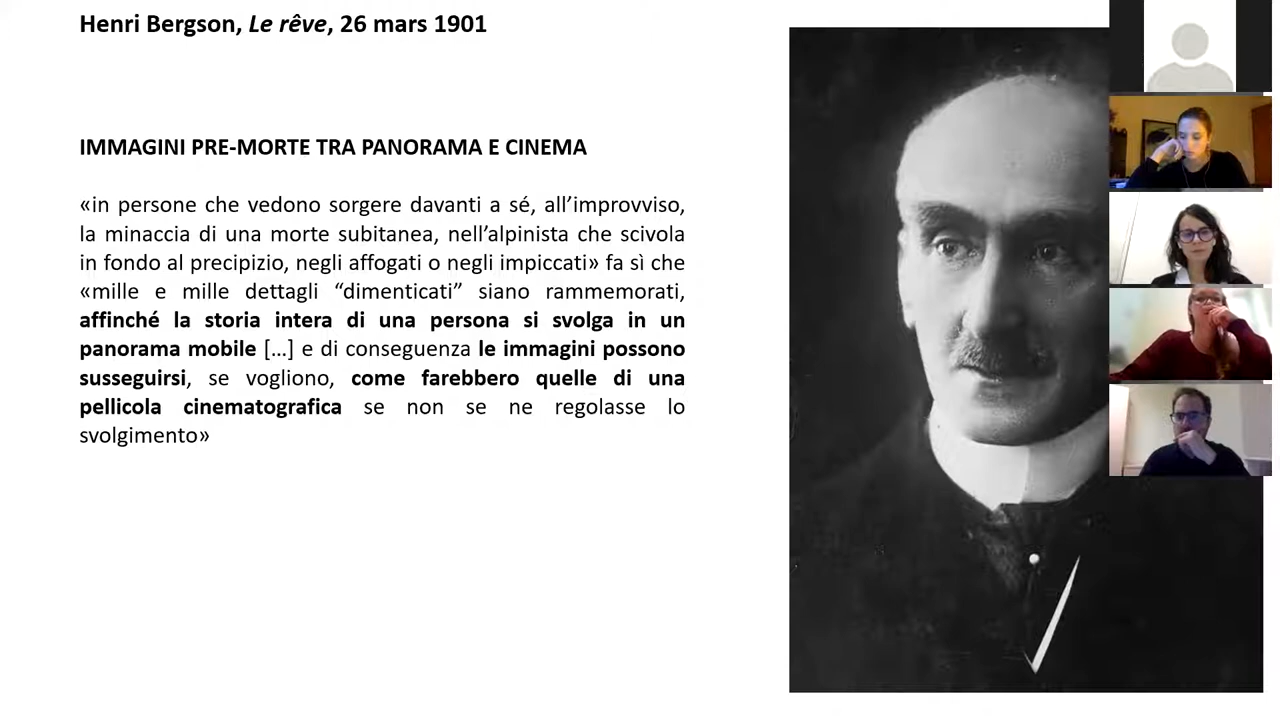 Henri Bergson, Le rêve, 26 mars 1901
IMMAGINI PRE-MORTE TRA PANORAMA E CINEMA
«in persone che vedono sorgere davanti a sé, all’improvviso,
la minaccia di una morte subitanea, nell’alpinista che scivola
in fondo al precipizio, negli affogati o negli impiccati» fa sì che
«mille e mille dettagli “dimenticati” siano rammemorati,
affinché la storia intera di una persona si svolga in un
panorama mobile […] e di conseguenza le immagini possono
susseguirsi, se vogliono, come farebbero quelle di una
pellicola cinematografica se non se ne regolasse lo
svolgimento»